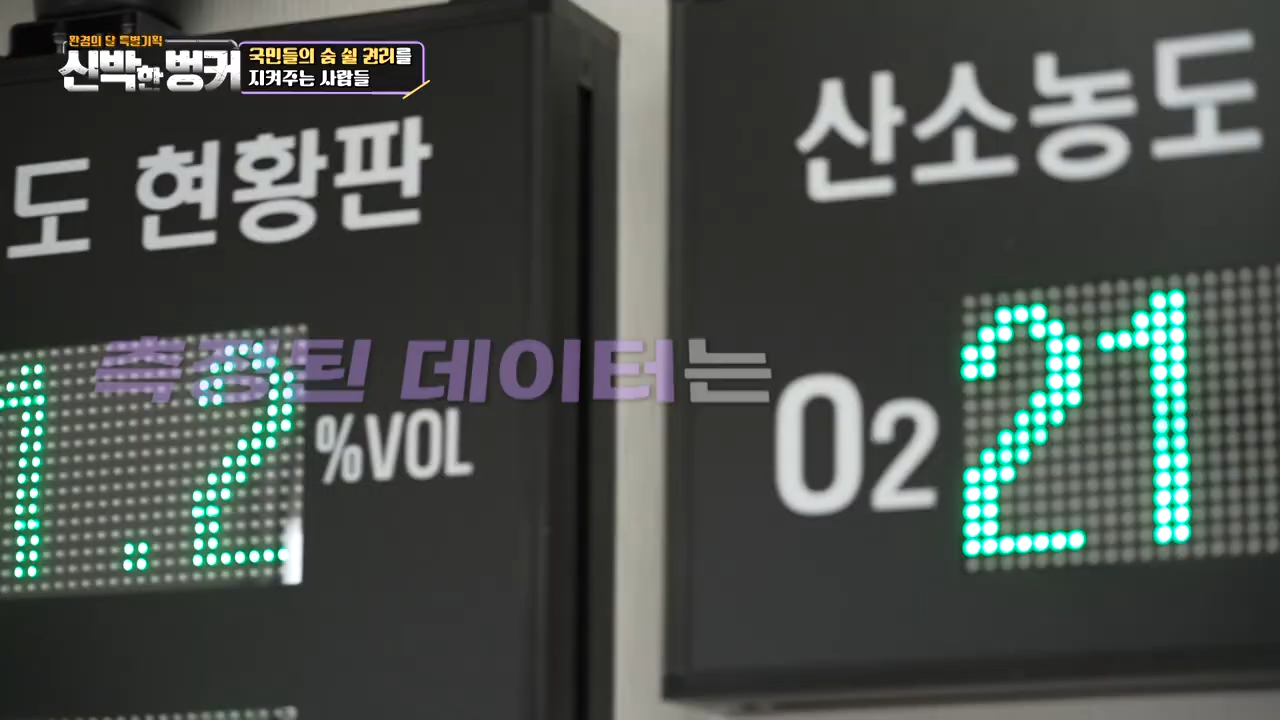 환경의 달 특별기획
신박한 벙커
국민들의 숨 쉴 권리를
지켜주는 사람들
도 현황판
산소농도
측정된 데이터는
1.2
%VOL
O2
21